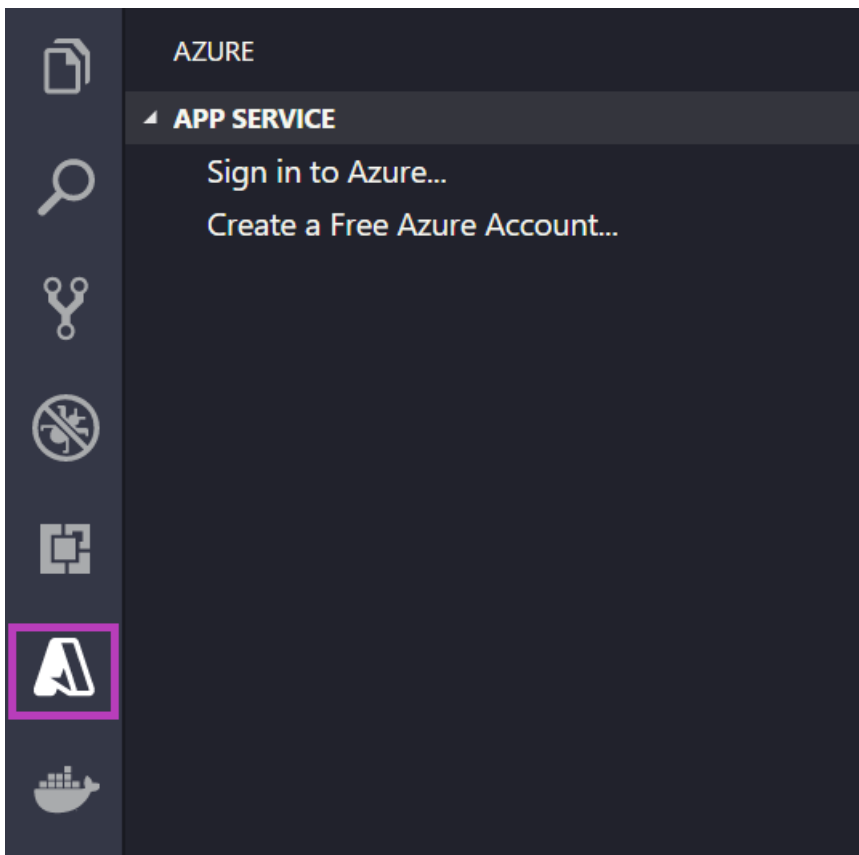 AZURE
APP SERVICE
Sign in to Azure...
Create a Free Azure Account...